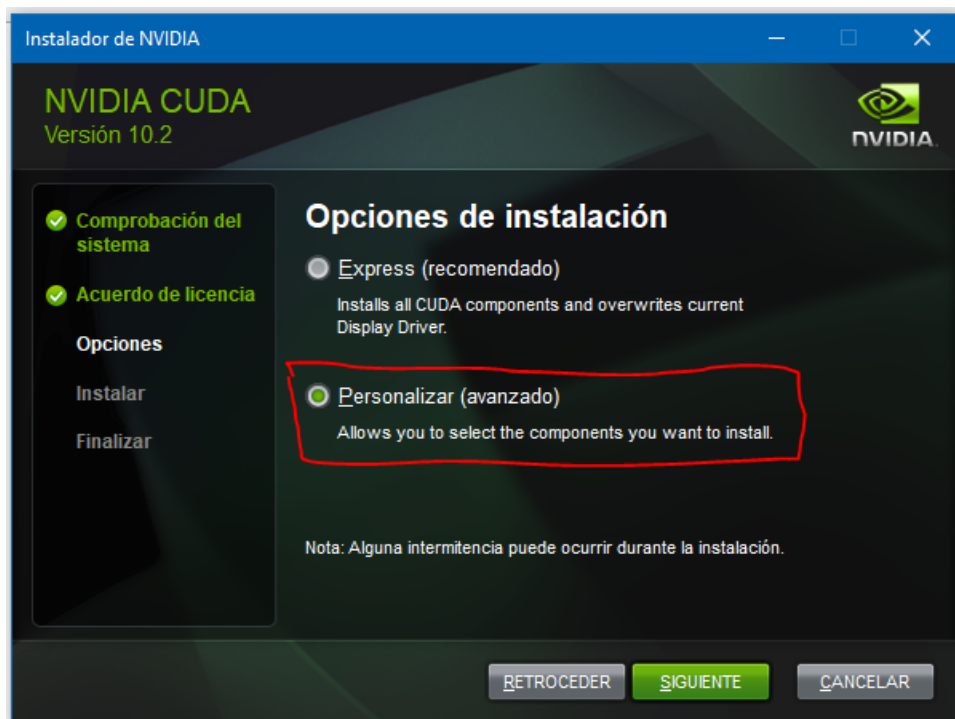 Instalador de NVIDIA
NVIDIA CUDA
Versión 10.2
NVIDIA.
Comprobación del
sistema
Acuerdo de licencia
Opciones
Instalar
Finalizar
Opciones de instalación
Express (recomendado)
Installs all CUDA components and overwrites current
Display Driver.
Personalizar (avanzado)
Allows you to select the components you want to install.
Nota: Alguna intermitencia puede ocurrir durante la instalación.
RETROCEDER
SIGUIENTE
CANCELAR